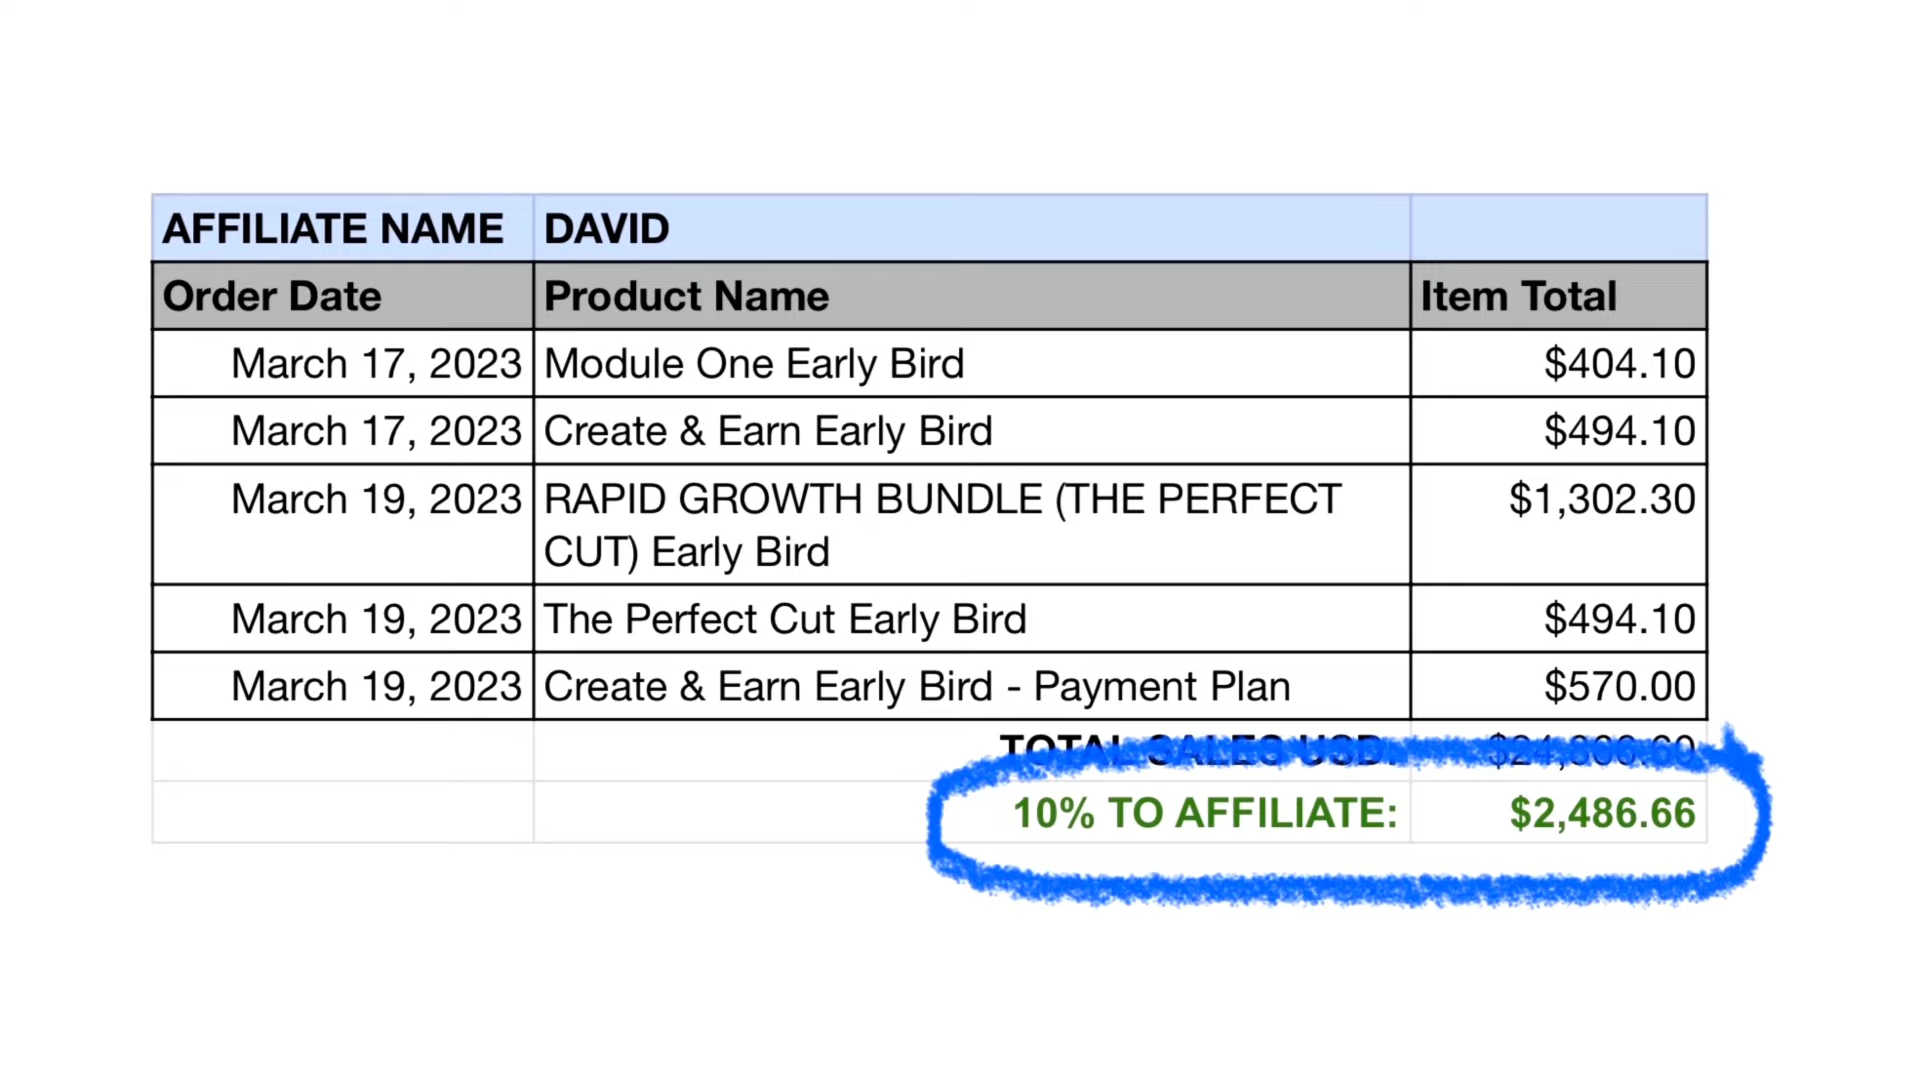 AFFILIATE NAME DAVID
Order Date Product Name Item Total
March 17, 2023 Module One Early Bird $404.10
March 17, 2023 Create & Earn Early Bird $494.10
March 19, 2023 RAPID GROWTH BUNDLE (THE PERFECT $1,302.30
CUT) Early Bird
March 19, 2023 The Perfect Cut Early Bird $494.10
March 19, 2023 Create & Earn Early Bird - Payment Plan $570.00
TOTAL SALES USD:
10% TO AFFILIATE: $2,486.66